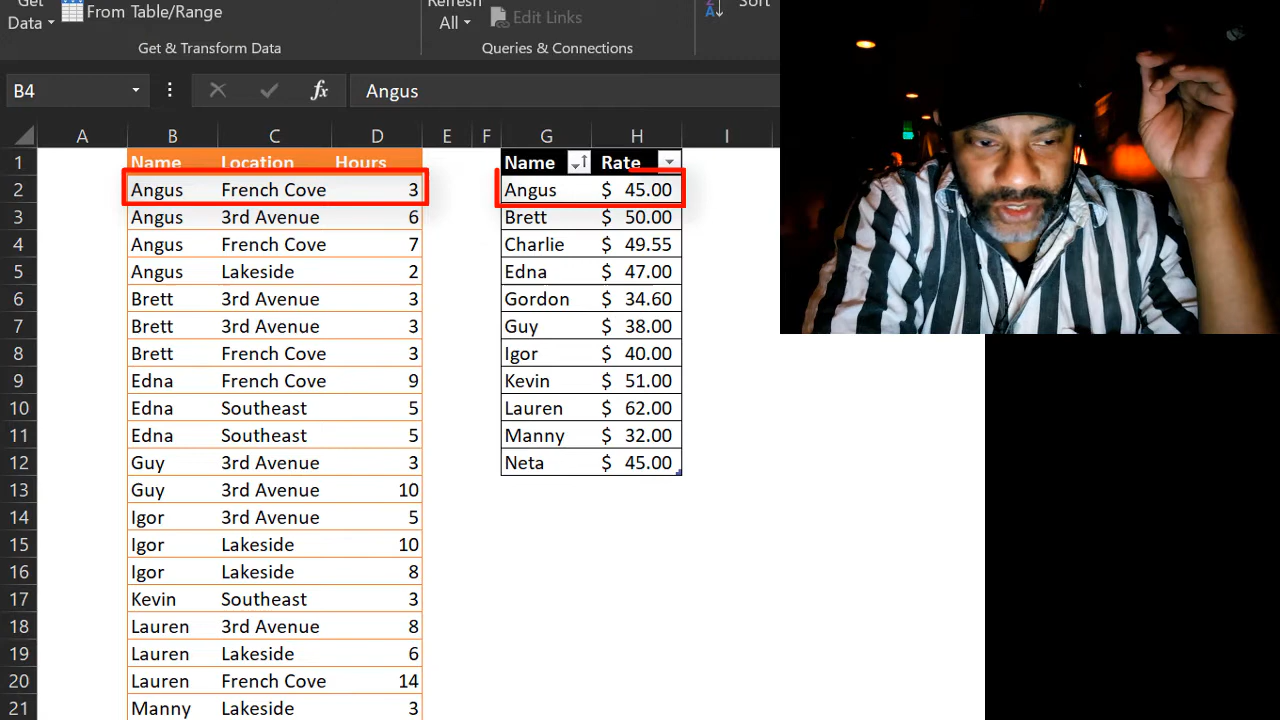 Get From Table/Range Refresh Sort
Data All Edit Links
Get & Transform Data Queries & Connections
B4 fx Angus
A B C D E F G H I
1 Name Location Hours Name Rate
2 Angus French Cove 3 Angus $ 45.00
3 Angus 3rd Avenue 6 Brett $ 50.00
4 Angus French Cove 7 Charlie $ 49.55
5 Angus Lakeside 2 Edna $ 47.00
6 Brett 3rd Avenue 3 Gordon $ 34.60
7 Brett 3rd Avenue 3 Guy $ 38.00
8 Brett French Cove 3 Igor $ 40.00
9 Edna French Cove 9 Kevin $ 51.00
10 Edna Southeast 5 Lauren $ 62.00
11 Edna Southeast 5 Manny $ 32.00
12 Guy 3rd Avenue 3 Neta $ 45.00
13 Guy 3rd Avenue 10
14 Igor 3rd Avenue 5
15 Igor Lakeside 10
16 Igor Lakeside 8
17 Kevin Southeast 3
18 Lauren 3rd Avenue 8
19 Lauren Lakeside 6
20 Lauren French Cove 14
21 Manny Lakeside 3